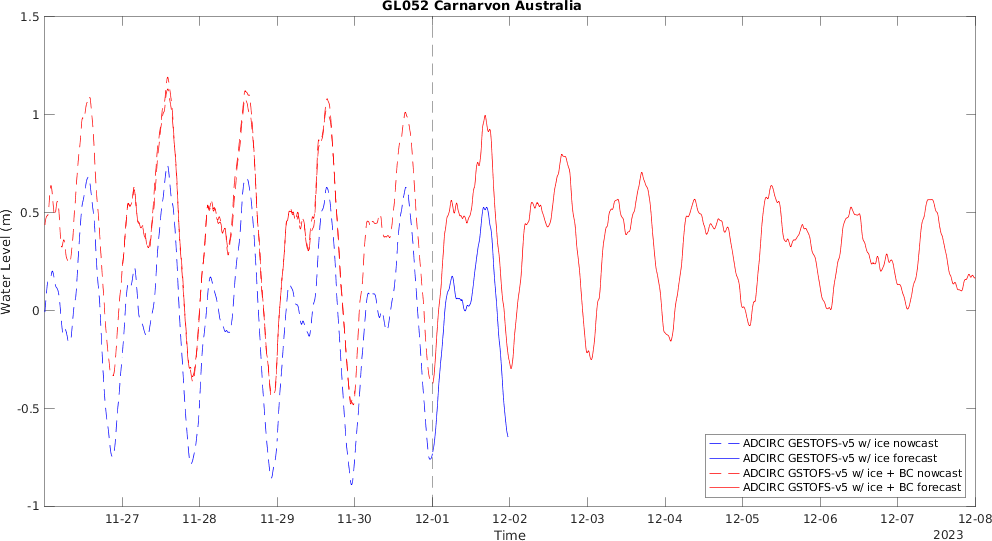 GL052 Carnarvon Australia
1.5
1
0.5
0
-0.5
-1
Water Level (m)
11-27 11-28 11-29 11-30 12-01 12-02 12-03 12-04 12-05 12-06 12-07 12-08
Time
2023
ADCIRC GESTOFS-v5 w/ ice nowcast
ADCIRC GESTOFS-v5 w/ ice forecast
ADCIRC GSTOFS-v5 w/ ice + BC nowcast
ADCIRC GSTOFS-v5 w/ ice + BC forecast